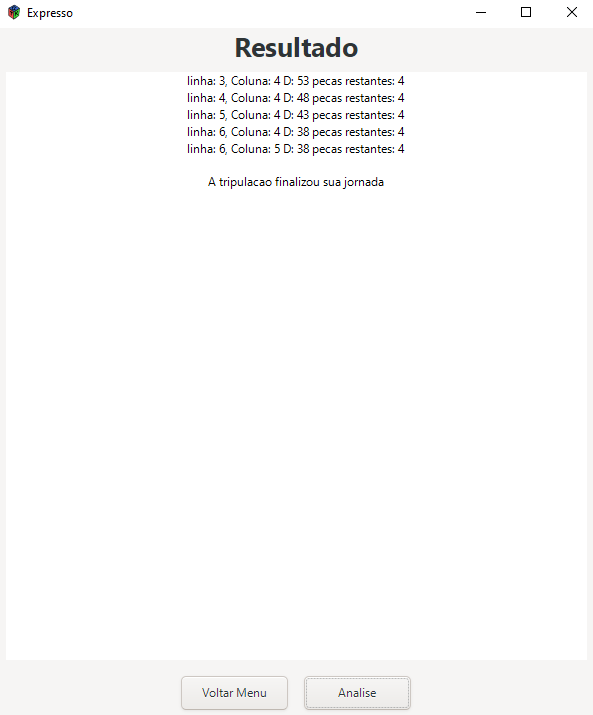 Expresso
Resultado
linha: 3, Coluna: 4 D: 53 pecas restantes: 4
linha: 4, Coluna: 4 D: 48 pecas restantes: 4
linha: 5, Coluna: 4 D: 43 pecas restantes: 4
linha: 6, Coluna: 4 D: 38 pecas restantes: 4
linha: 6, Coluna: 5 D: 38 pecas restantes: 4
A tripulacao finalizou sua jornada
Voltar Menu
Analise